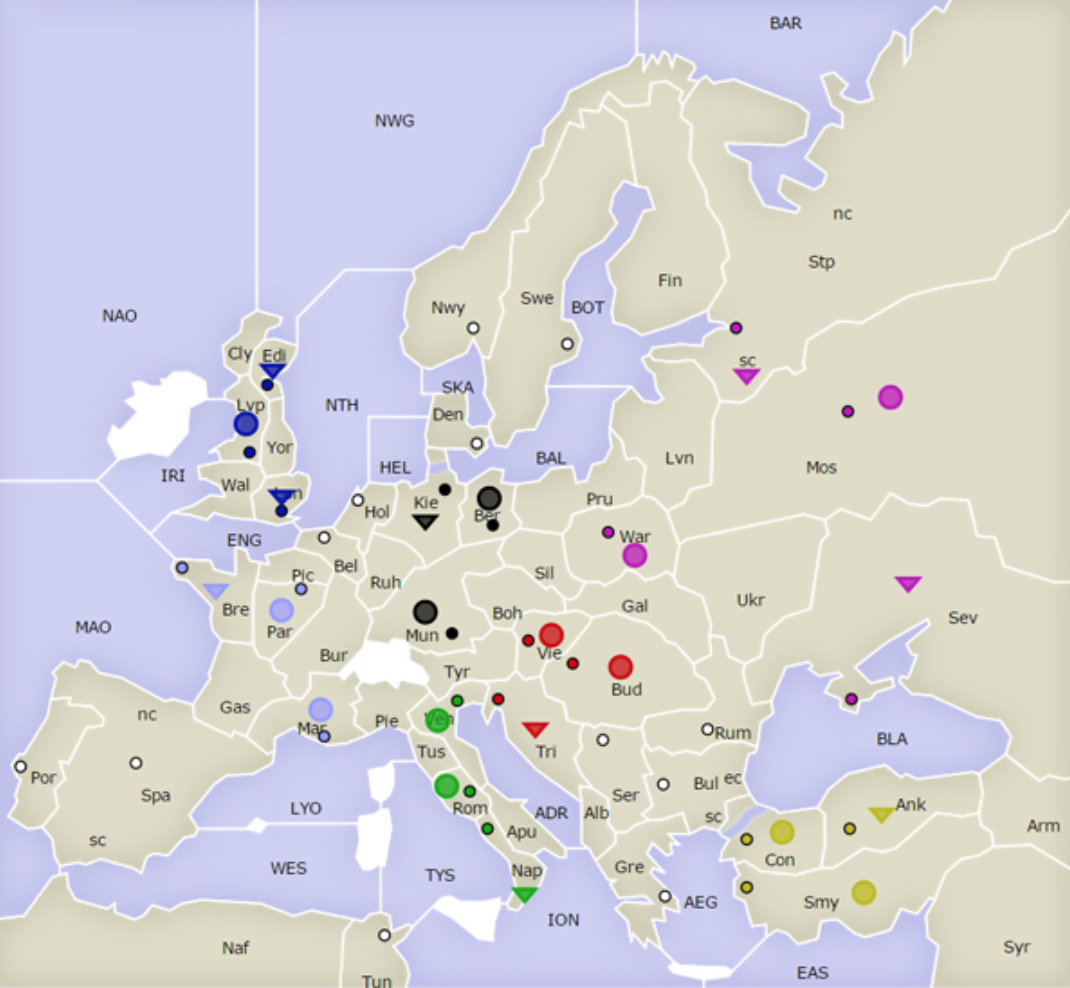 BAR
NWG
nc
Stp
Fin
Swe
Nwy
BOT
NAO
Cly
Edi
sc
SKA
Lvp
NTH
Den
Yor
HEL
BAL
Lvn
Mos
IRI
Wal
Lon
Kie
Pru
Hol
Ber
War
ENG
Bel
Pic
Ruh
Sil
Bre
Boh
Gal
Ukr
Sev
MAO
Par
Mun
Vie
Bur
Tyr
Bud
nc
Gas
Mar
Pie
Ven
Rum
BLA
Tus
Tri
Por
Spa
Ser
Bul
ec
LYO
Rom
ADR
Alb
sc
Ank
Apu
Arm
sc
Con
WES
TYS
Nap
Gre
AEG
Smy
ION
Naf
Syr
Tun
EAS